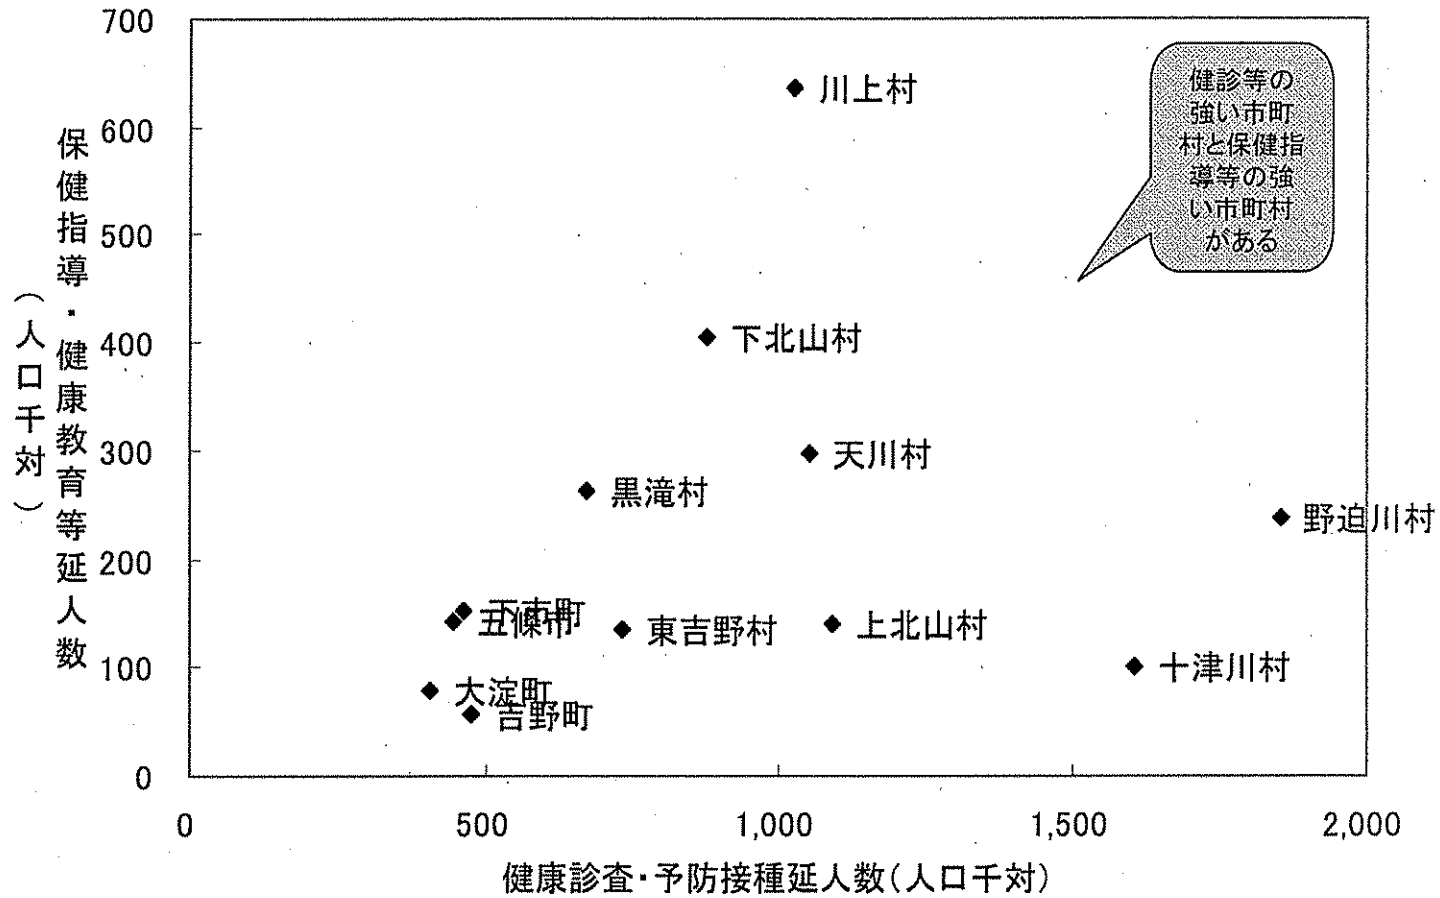 700
600
500
400
300
200
100
0
保健指導・健康教育等延人数
（人口千対）
川上村
健診等の
強い市町
村と保健指
導等の強
い市町村
がある
下北山村
天川村
黒滝村
野迫川村
下市町
五條市
東吉野村
上北山村
十津川村
大淀町
吉野町
0
500
1,000
1,500
2,000
健康診査・予防接種延人数（人口千対）